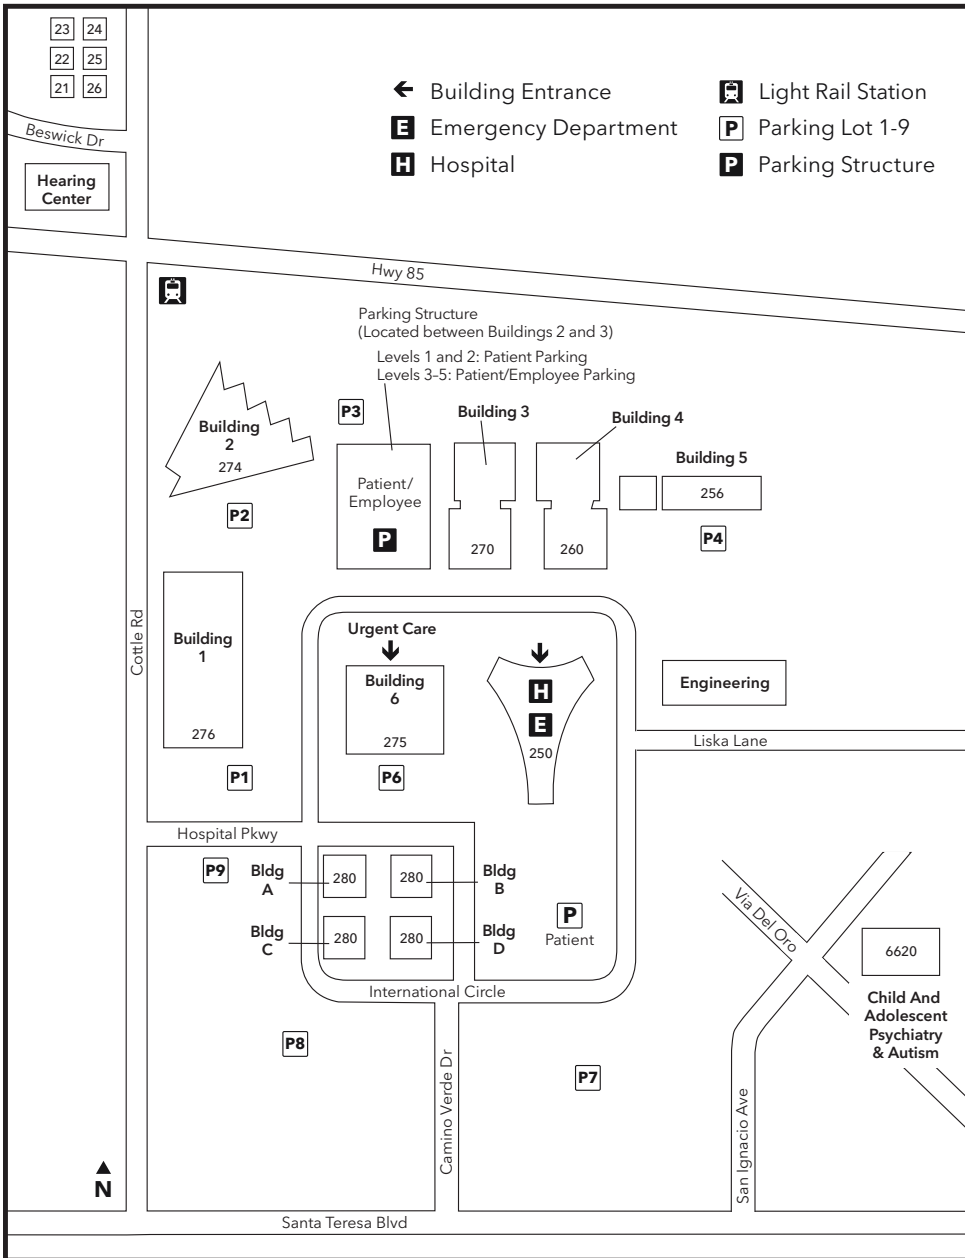 23 24
22 25
21 26
Beswick Dr
Hearing
Center
Building Entrance
E Emergency Department
H Hospital
Light Rail Station
P Parking Lot 1-9
P Parking Structure
Hwy 85
Parking Structure
(Located between Buildings 2 and 3)
Levels 1 and 2: Patient Parking
Levels 3–5: Patient/Employee Parking
P3
Building 3
Building 4
Building
2
274
Building 5
256
Patient/
Employee
P
P2
P4
270
260
Cottle Rd
Building
1
276
Urgent Care
Building
6
275
H
E
250
Engineering
Liska Lane
P1
P6
Hospital Pkwy
P9
Bldg
A
280
280
Bldg
B
Bldg
C
280
280
Bldg
D
P
Patient
International Circle
Via Del Oro
6620
Child And
Adolescent
Psychiatry
& Autism
P8
P7
Camino Verde Dr
San Ignacio Ave
N
Santa Teresa Blvd